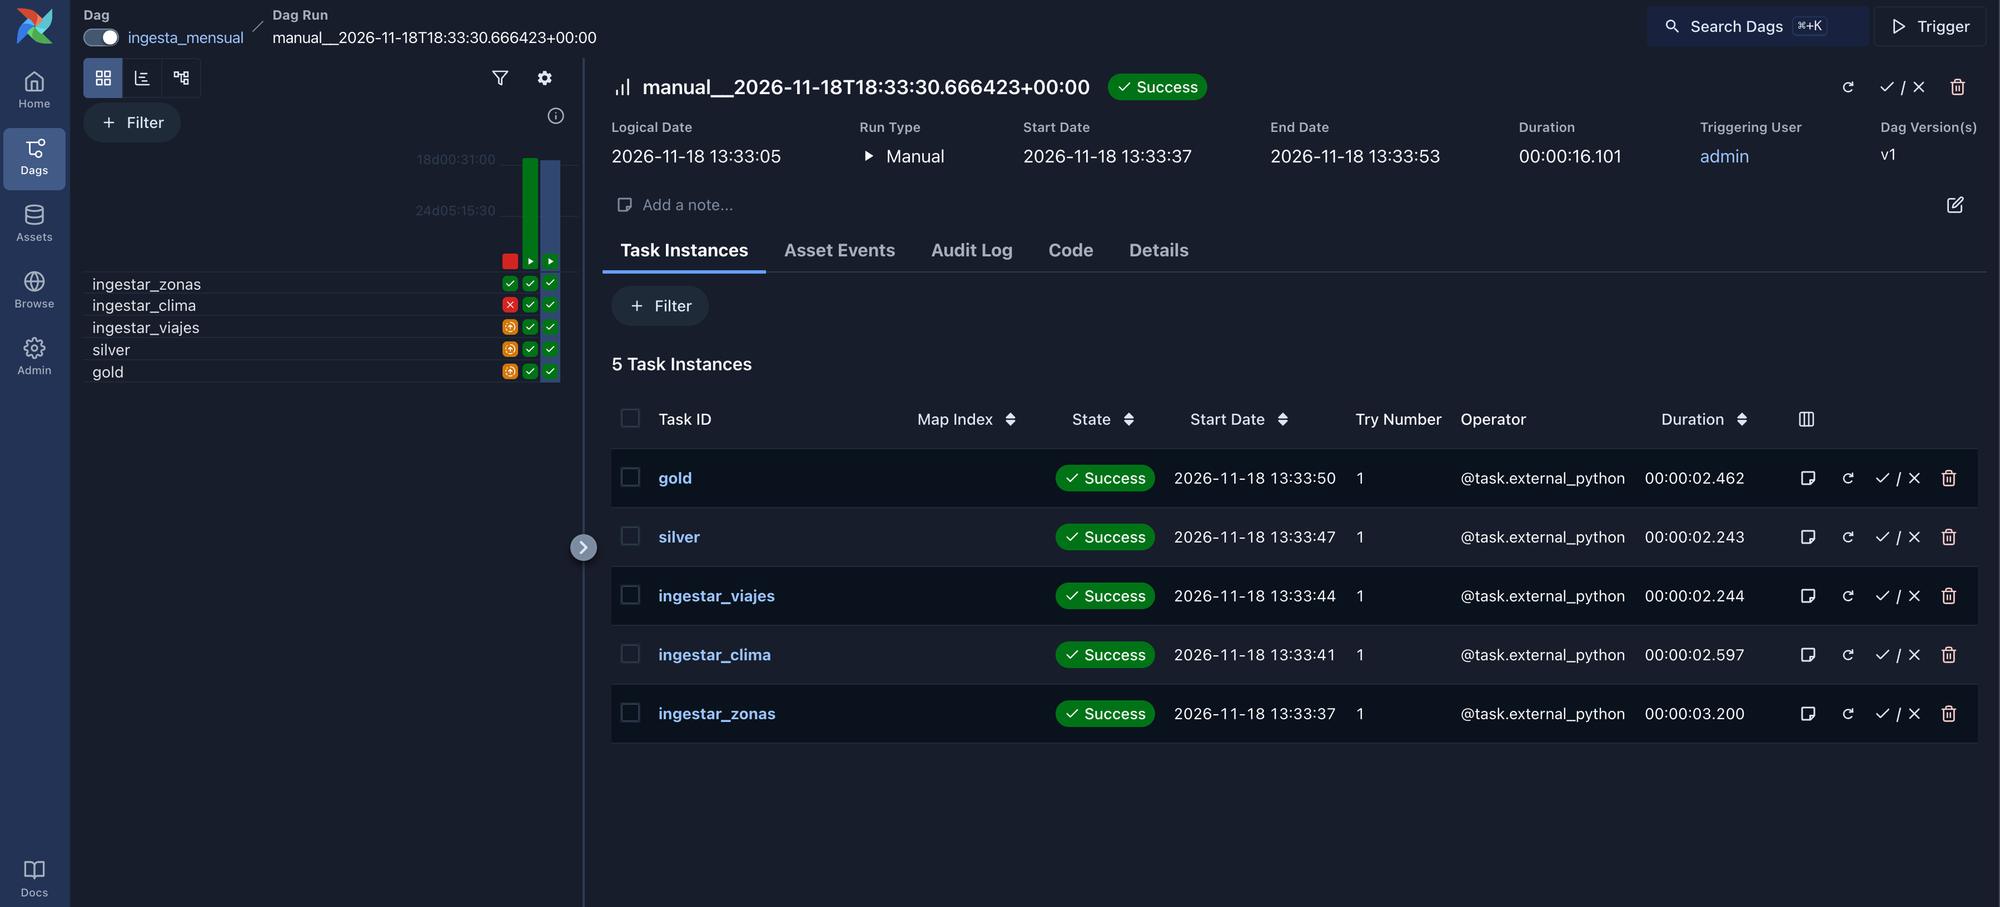 Dag
ingesta_mensual
/
Dag Run
manual__2026-11-18T18:33:30.666423+00:00
Search Dags ⌘+K
Trigger
Home
Dags
Assets
Browse
Admin
Docs
+ Filter
18d00:31:00
24d05:15:30
ingestar_zonas
ingestar_clima
ingestar_viajes
silver
gold
manual__2026-11-18T18:33:30.666423+00:00 Success
Logical Date Run Type Start Date End Date Duration Triggering User Dag Version(s)
2026-11-18 13:33:05 Manual 2026-11-18 13:33:37 2026-11-18 13:33:53 00:00:16.101 admin v1
Add a note...
Task Instances Asset Events Audit Log Code Details
+ Filter
5 Task Instances
Task ID Map Index State Start Date Try Number Operator Duration
gold Success 2026-11-18 13:33:50 1 @task.external_python 00:00:02.462
silver Success 2026-11-18 13:33:47 1 @task.external_python 00:00:02.243
ingestar_viajes Success 2026-11-18 13:33:44 1 @task.external_python 00:00:02.244
ingestar_clima Success 2026-11-18 13:33:41 1 @task.external_python 00:00:02.597
ingestar_zonas Success 2026-11-18 13:33:37 1 @task.external_python 00:00:03.200